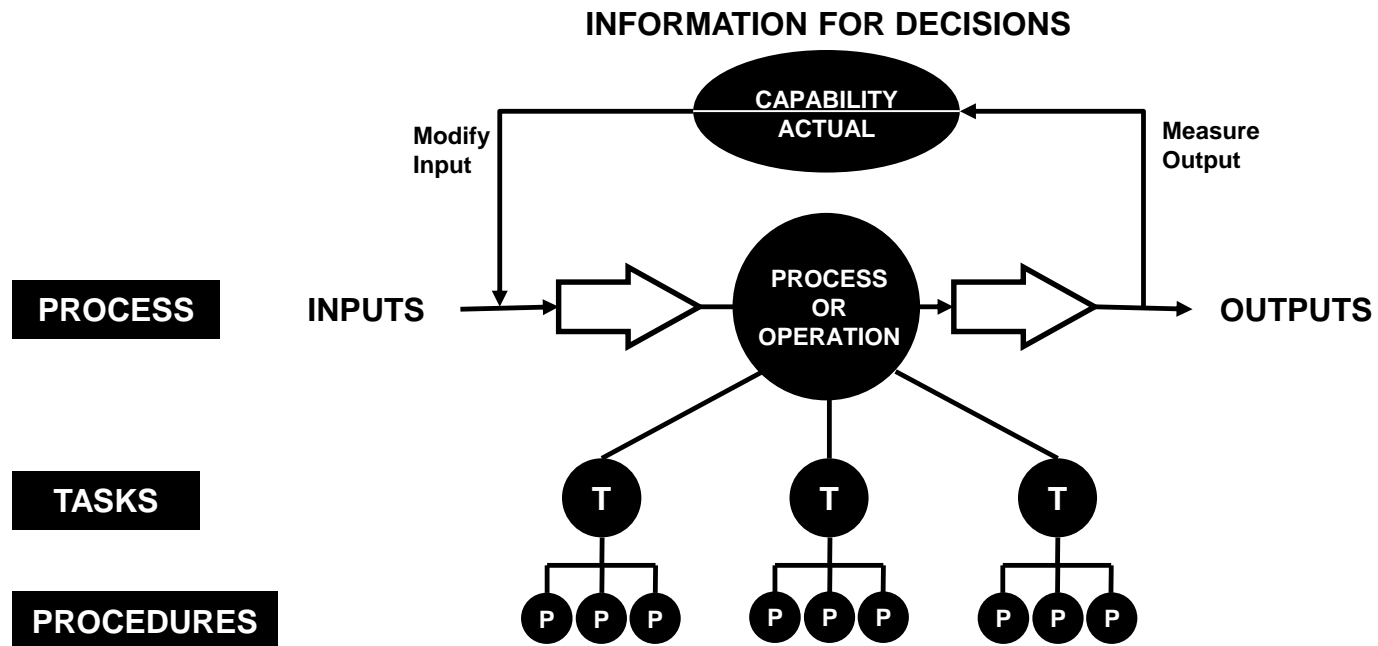 INFORMATION FOR DECISIONS
CAPABILITY
ACTUAL
Modify
Input
Measure
Output
PROCESS
INPUTS
PROCESS
OR
OPERATION
OUTPUTS
TASKS
T
T
T
PROCEDURES
P
P
P
P
P
P
P
P
P